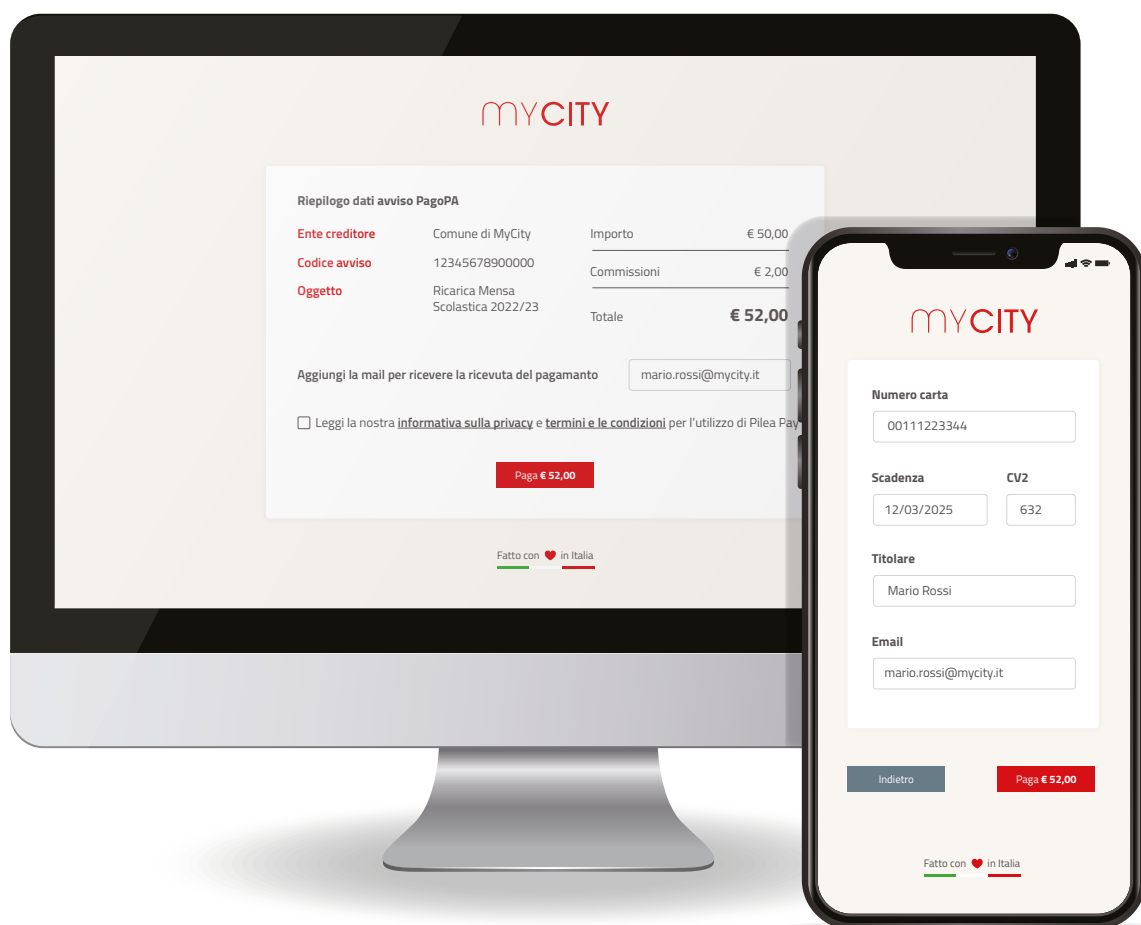 MYCITY
Riepilogo dati avviso PagoPA
Ente creditore Comune di MyCity
Codice avviso 12345678900000
Oggetto Ricarica Mensa
Scolastica 2022/23
Importo € 50,00
Commissioni € 2,00
Totale € 52,00
Aggiungi la mail per ricevere la ricevuta del pagamanto mario.rossi@mycity.it
Leggi la nostra informativa sulla privacy e termini e le condizioni per l'utilizzo di Pilea Pay
Paga € 52,00
Fatto con in Italia
MYCITY
Numero carta
00111223344
Scadenza CV2
12/03/2025 632
Titolare
Mario Rossi
Email
mario.rossi@mycity.it
Indietro Paga € 52,00
Fatto con in Italia